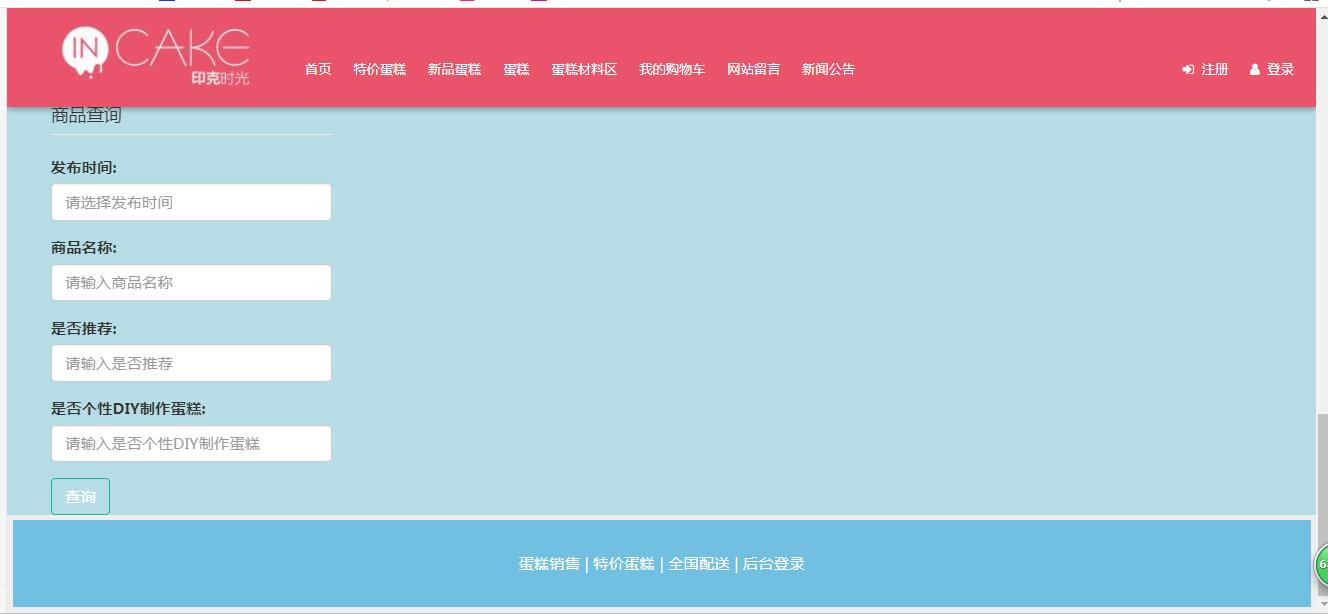 IN CAKE
印克时光
首页 特价蛋糕 新品蛋糕 蛋糕 蛋糕材料区 我的购物车 网站留言 新闻公告 注册 登录
商品查询
发布时间:
请选择发布时间
商品名称:
请输入商品名称
是否推荐:
请输入是否推荐
是否个性DIY制作蛋糕:
请输入是否个性DIY制作蛋糕
查询
蛋糕销售 | 特价蛋糕 | 全国配送 | 后台登录